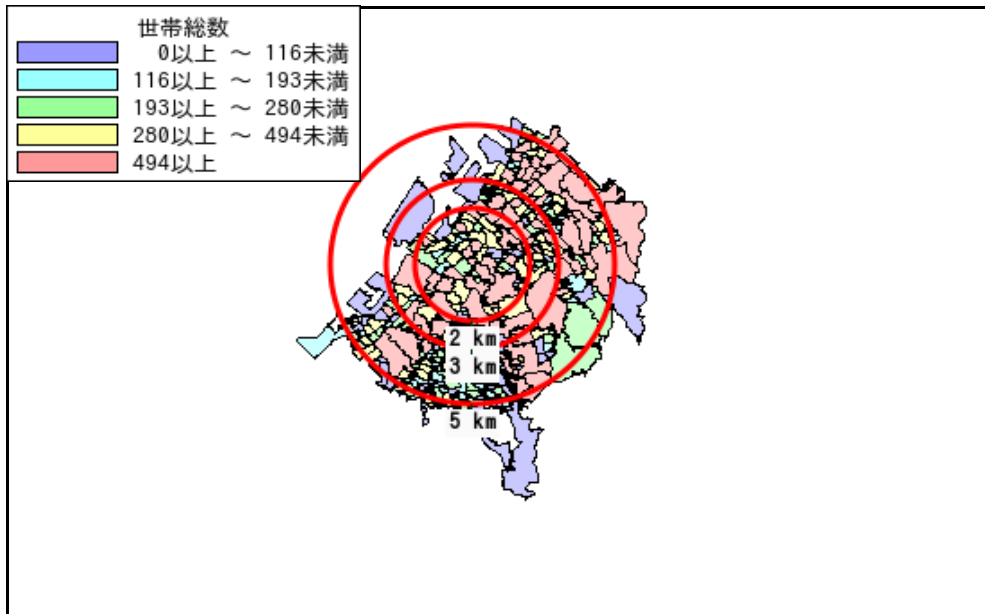 世帯総数
0以上 ～ 116未満
116以上 ～ 193未満
193以上 ～ 280未満
280以上 ～ 494未満
494以上
2 km
3 km
5 km